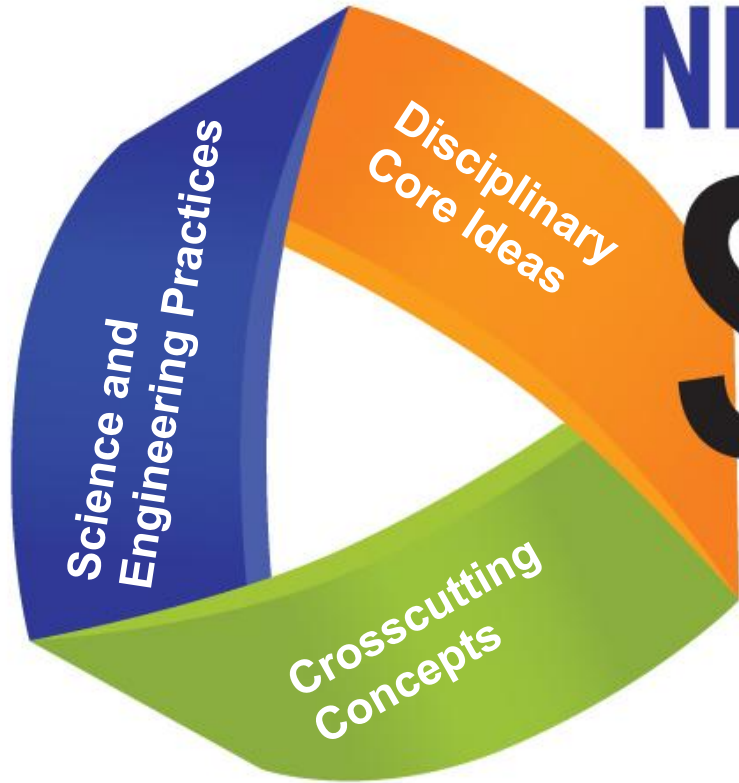 Science and
Engineering Practices
Disciplinary
Core Ideas
Crosscutting
Concepts